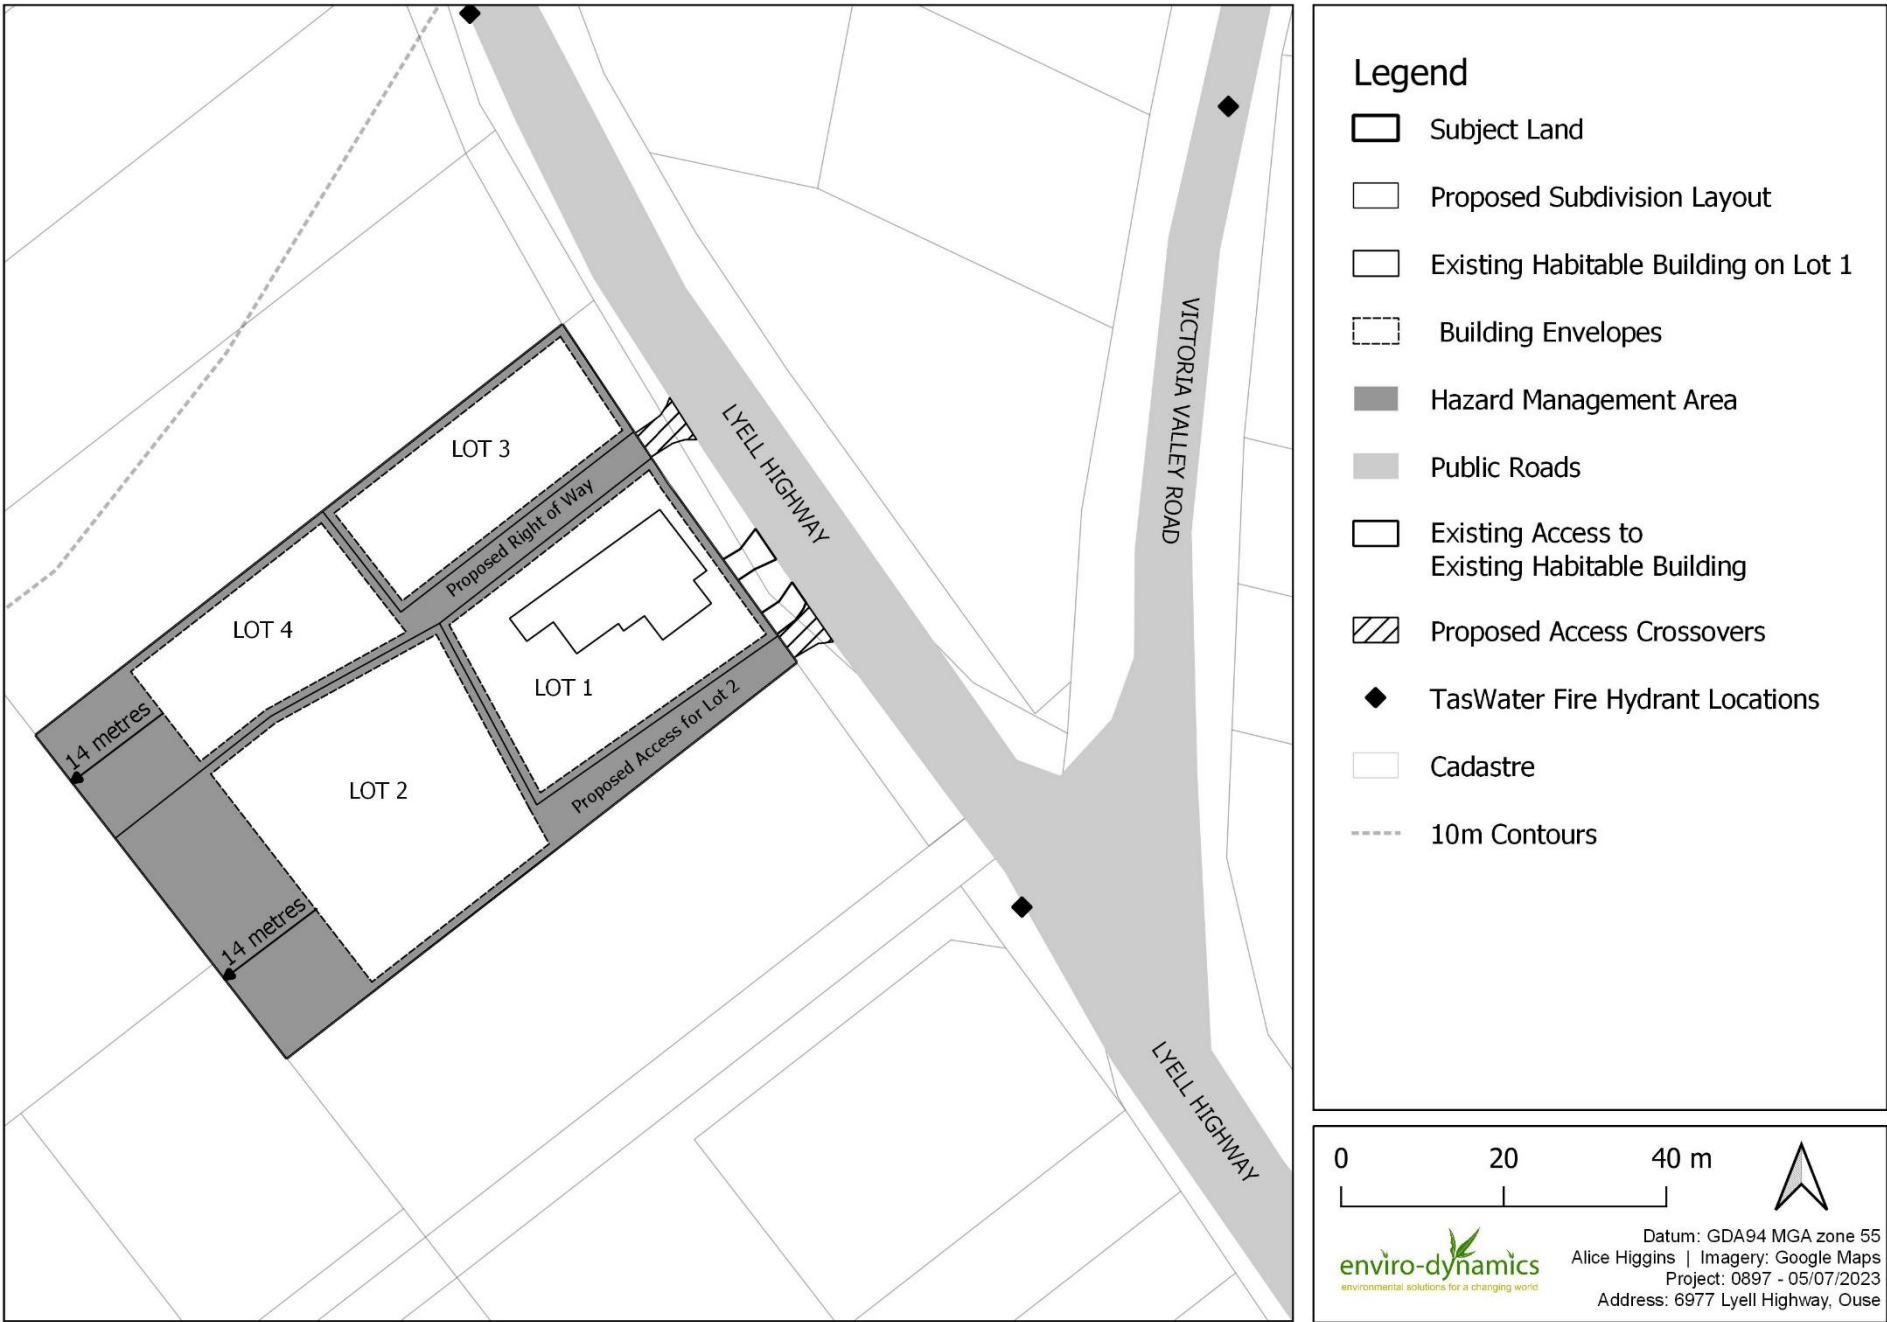 LYELL HIGHWAY
VICTORIA VALLEY ROAD
LOT 3
Proposed Right of Way
LOT 4
LOT 1
Proposed Access for Lot 2
14 metres
LOT 2
14 metres
LYELL HIGHWAY
Legend
Subject Land
Proposed Subdivision Layout
Existing Habitable Building on Lot 1
Building Envelopes
Hazard Management Area
Public Roads
Existing Access to
Existing Habitable Building
Proposed Access Crossovers
TasWater Fire Hydrant Locations
Cadastre
10m Contours
0 20 40 m
enviro-dynamics
environmental solutions for a changing world
Datum: GDA94 MGA zone 55
Alice Higgins | Imagery: Google Maps
Project: 0897 - 05/07/2023
Address: 6977 Lyell Highway, Ouse